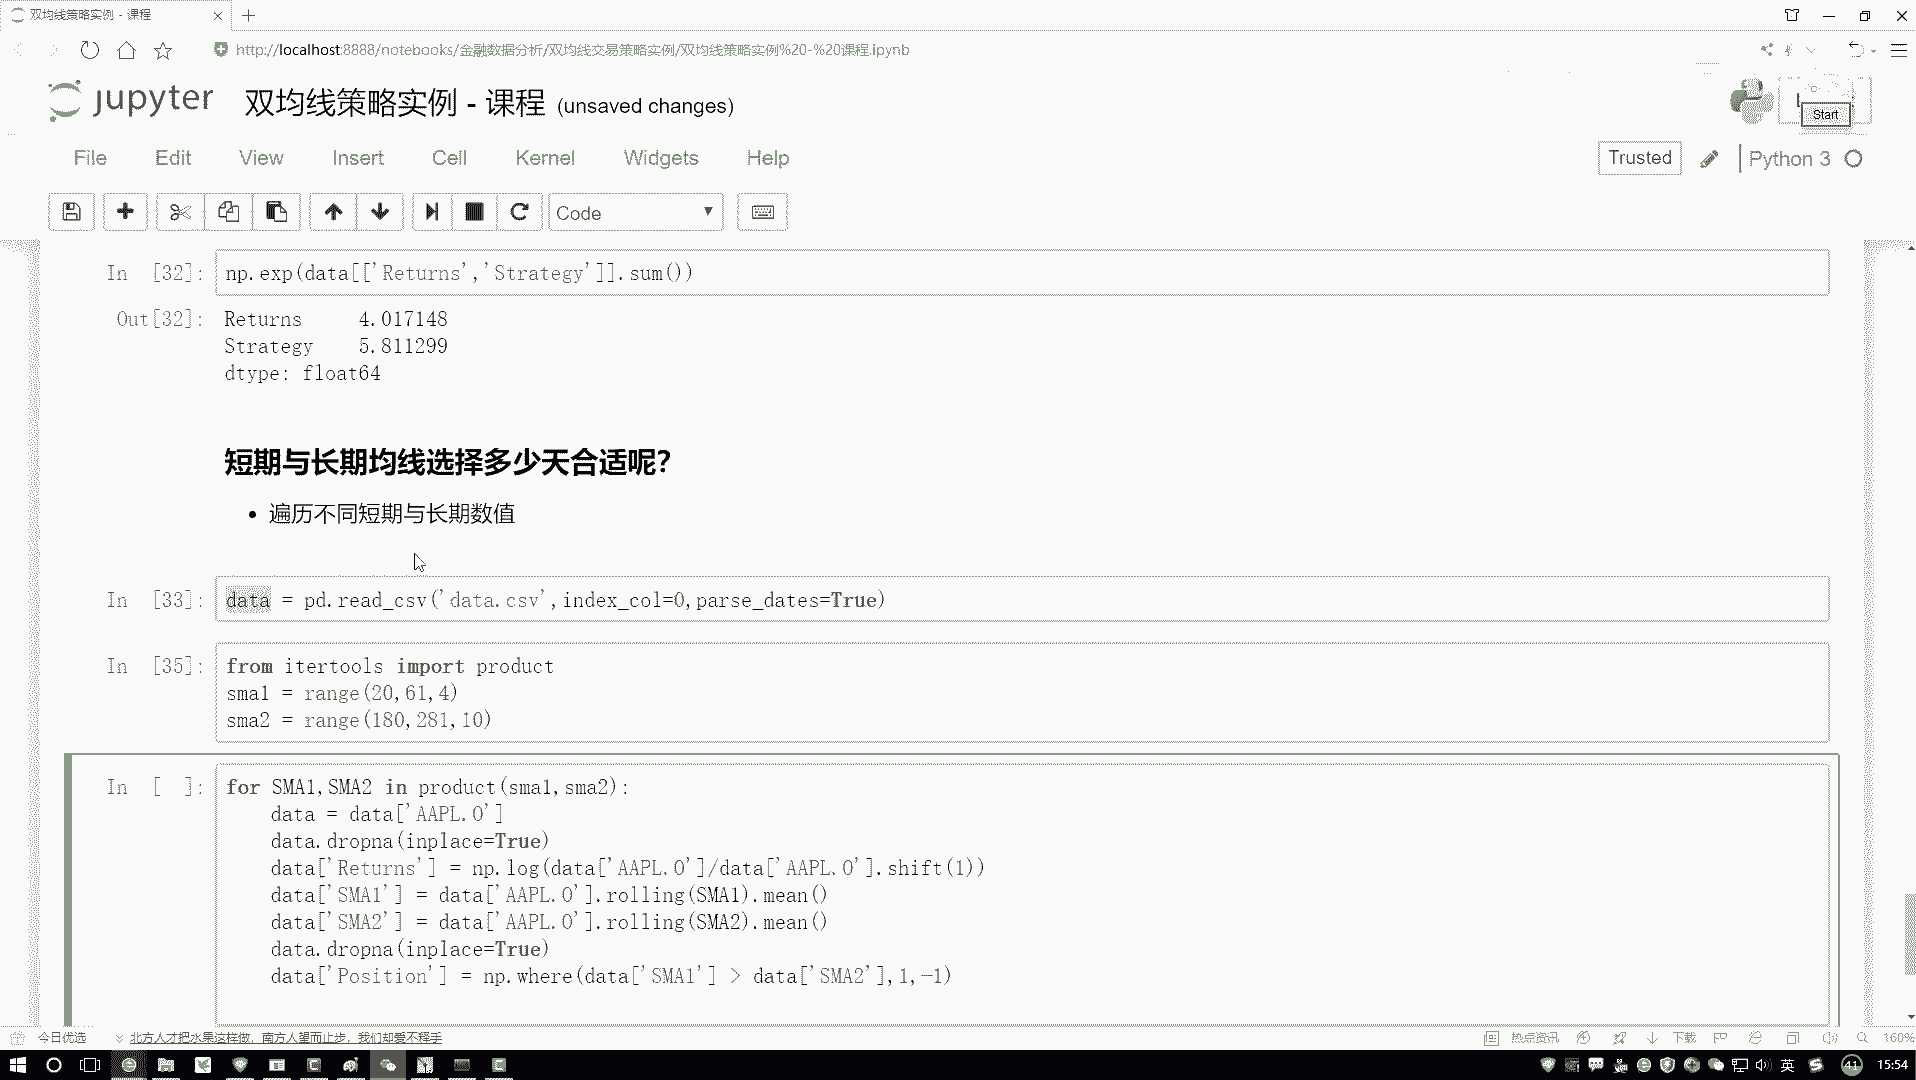 双均线策略实例 - 课程
http://localhost:8888/notebooks/金融数据分析/双均线交易策略实例/双均线策略实例%20-%20课程.ipynb
jupyter 双均线策略实例 - 课程 (unsaved changes)
Start
File Edit View Insert Cell Kernel Widgets Help
Trusted Python 3
Code
In [32]: np.exp(data[['Returns','Strategy']].sum())
Out[32]: Returns 4.017148
Strategy 5.811299
dtype: float64
短期与长期均线选择多少天合适呢?
• 遍历不同短期与长期数值
In [33]: data = pd.read_csv('data.csv',index_col=0,parse_dates=True)
In [35]: from itertools import product
sma1 = range(20,61,4)
sma2 = range(180,281,10)
In [ ]: for SMA1,SMA2 in product(sma1,sma2):
data = data['AAPL.O']
data.dropna(inplace=True)
data['Returns'] = np.log(data['AAPL.O']/data['AAPL.O'].shift(1))
data['SMA1'] = data['AAPL.O'].rolling(SMA1).mean()
data['SMA2'] = data['AAPL.O'].rolling(SMA2).mean()
data.dropna(inplace=True)
data['Position'] = np.where(data['SMA1'] > data['SMA2'],1,-1)
今日优选 北方人才把水果这样做，南方人望而止步，我们却爱不释手
热点资讯 下载 160%
英 41 15:54